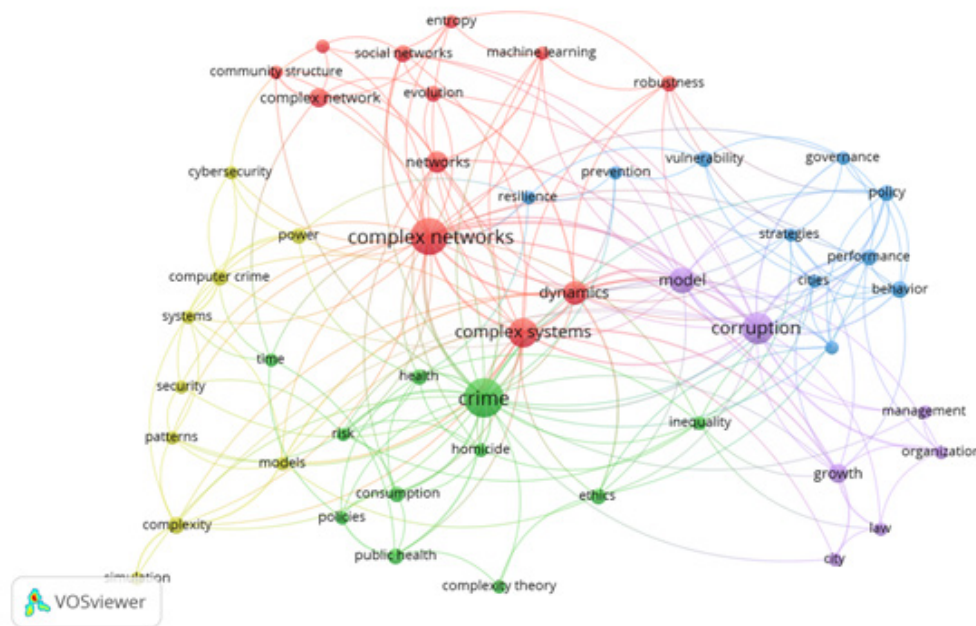 entropy
social networks
machine learning
community structure
robustness
complex network
evolution
networks
vulnerability
governance
cybersecurity
prevention
resilience
policy
power
complex networks
strategies
performance
computer crime
model
cities
behavior
dynamics
systems
complex systems
corruption
time
health
security
crime
management
inequality
patterns
risk
homicide
organization
models
growth
consumption
ethics
complexity
policies
law
public health
city
simulation
complexity theory
VOSviewer